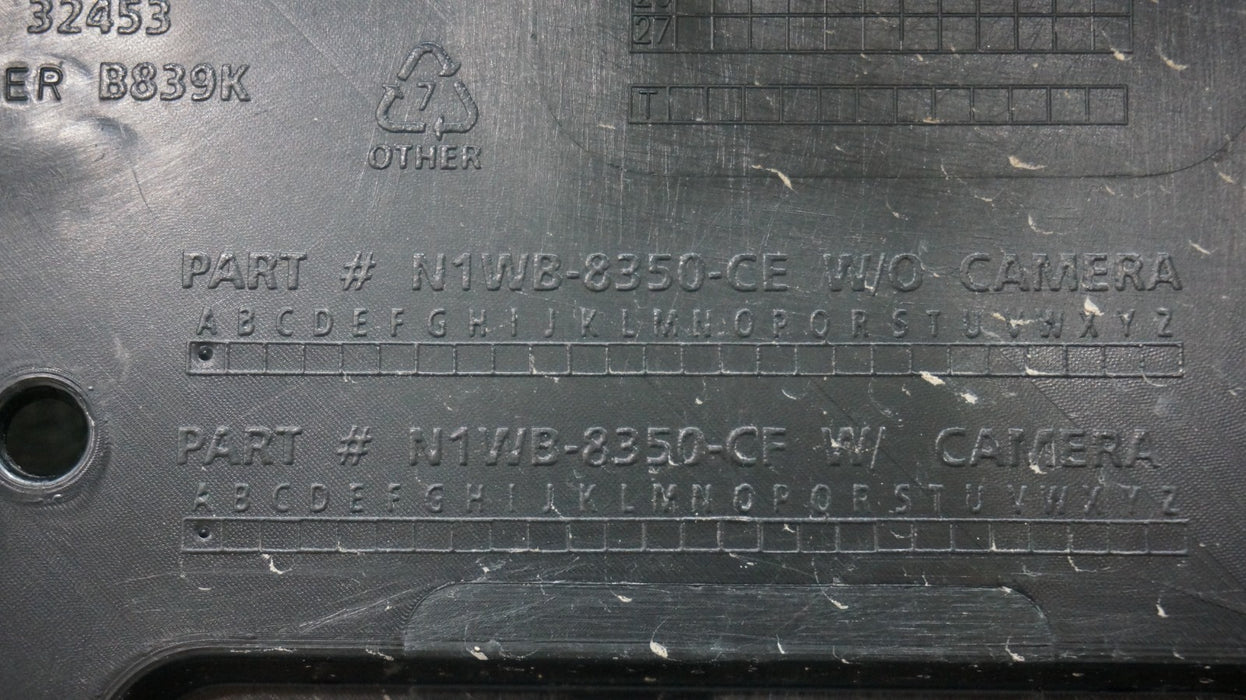 32453
27
ER B839K
7
T
OTHER
PART # N1WB-8350-CE W/O CAMERA
A B C D E F G H I J K L M N O P Q R S T U V W X Y Z
PART # N1WB-8350-CF W/ CAMERA
A B C D E F G H I J K L M N O P Q R S T U V W X Y Z